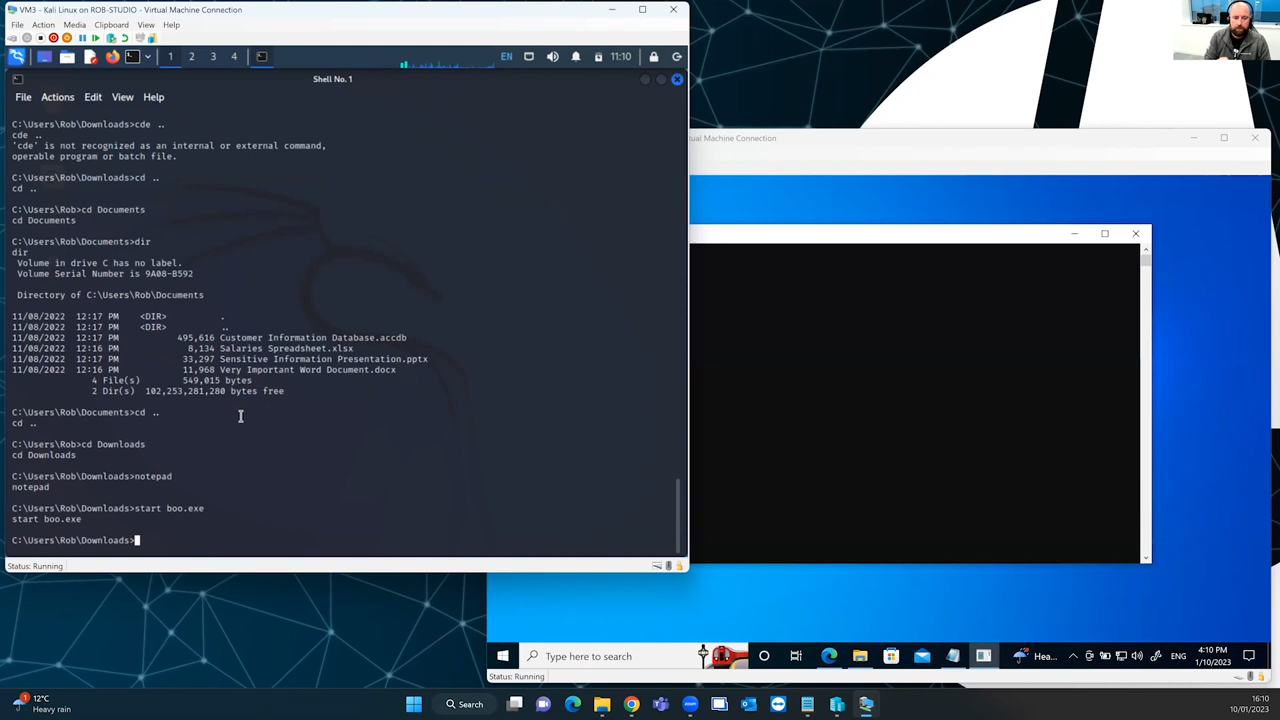 VM3 - Kali Linux on ROB-STUDIO - Virtual Machine Connection
File Action Media Clipboard View Help
1 2 3 4 EN 11:10
Shell No. 1
File Actions Edit View Help
C:\Users\Rob\Downloads>cde ..
cde ..
'cde' is not recognized as an internal or external command,
operable program or batch file.
C:\Users\Rob\Downloads>cd ..
cd ..
C:\Users\Rob>cd Documents
cd Documents
C:\Users\Rob\Documents>dir
dir
Volume in drive C has no label.
Volume Serial Number is 9A08-B592
Directory of C:\Users\Rob\Documents
11/08/2022 12:17 PM <DIR> .
11/08/2022 12:17 PM <DIR> ..
11/08/2022 12:17 PM 495,616 Customer Information Database.accdb
11/08/2022 12:16 PM 8,134 Salaries Spreadsheet.xlsx
11/08/2022 12:17 PM 33,297 Sensitive Information Presentation.pptx
11/08/2022 12:16 PM 11,968 Very Important Word Document.docx
4 File(s) 549,015 bytes
2 Dir(s) 102,253,281,280 bytes free
C:\Users\Rob\Documents>cd ..
cd ..
C:\Users\Rob>cd Downloads
cd Downloads
C:\Users\Rob\Downloads>notepad
notepad
C:\Users\Rob\Downloads>start boo.exe
start boo.exe
C:\Users\Rob\Downloads>
Status: Running
tual Machine Connection
Type here to search
Hea...
ENG
4:10 PM
1/10/2023
Status: Running
1
12°C
Heavy rain
Search
ENG
UK
16:10
10/01/2023